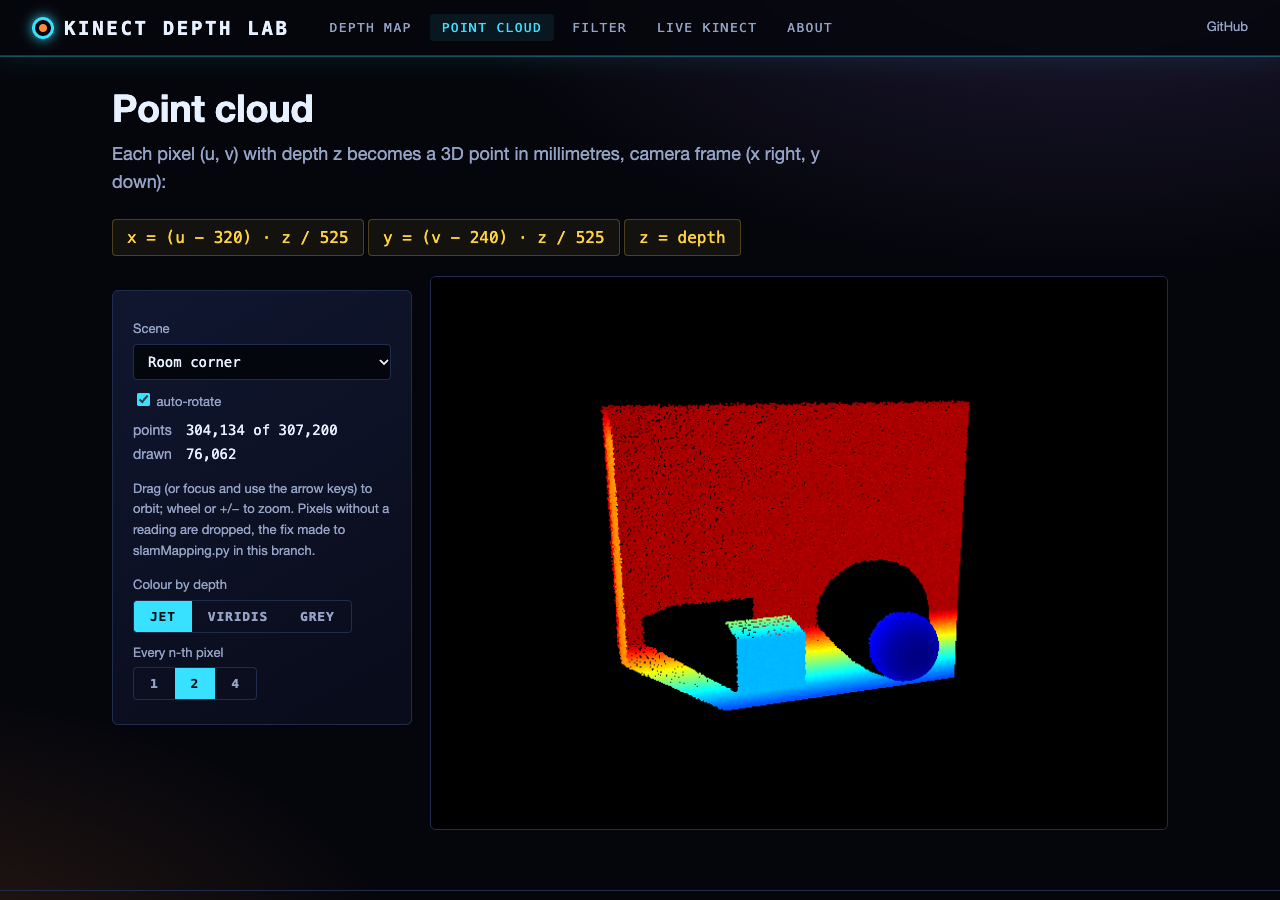 KINECT DEPTH LAB
DEPTH MAP
POINT CLOUD
FILTER
LIVE KINECT
ABOUT
GitHub
Point cloud
Each pixel (u, v) with depth z becomes a 3D point in millimetres, camera frame (x right, y
down):
x = (u − 320) · z / 525
y = (v − 240) · z / 525
z = depth
Scene
Room corner
auto-rotate
points 304,134 of 307,200
drawn 76,062
Drag (or focus and use the arrow keys) to
orbit; wheel or +/− to zoom. Pixels without a
reading are dropped, the fix made to
slamMapping.py in this branch.
Colour by depth
JET VIRIDIS GREY
Every n-th pixel
1 2 4